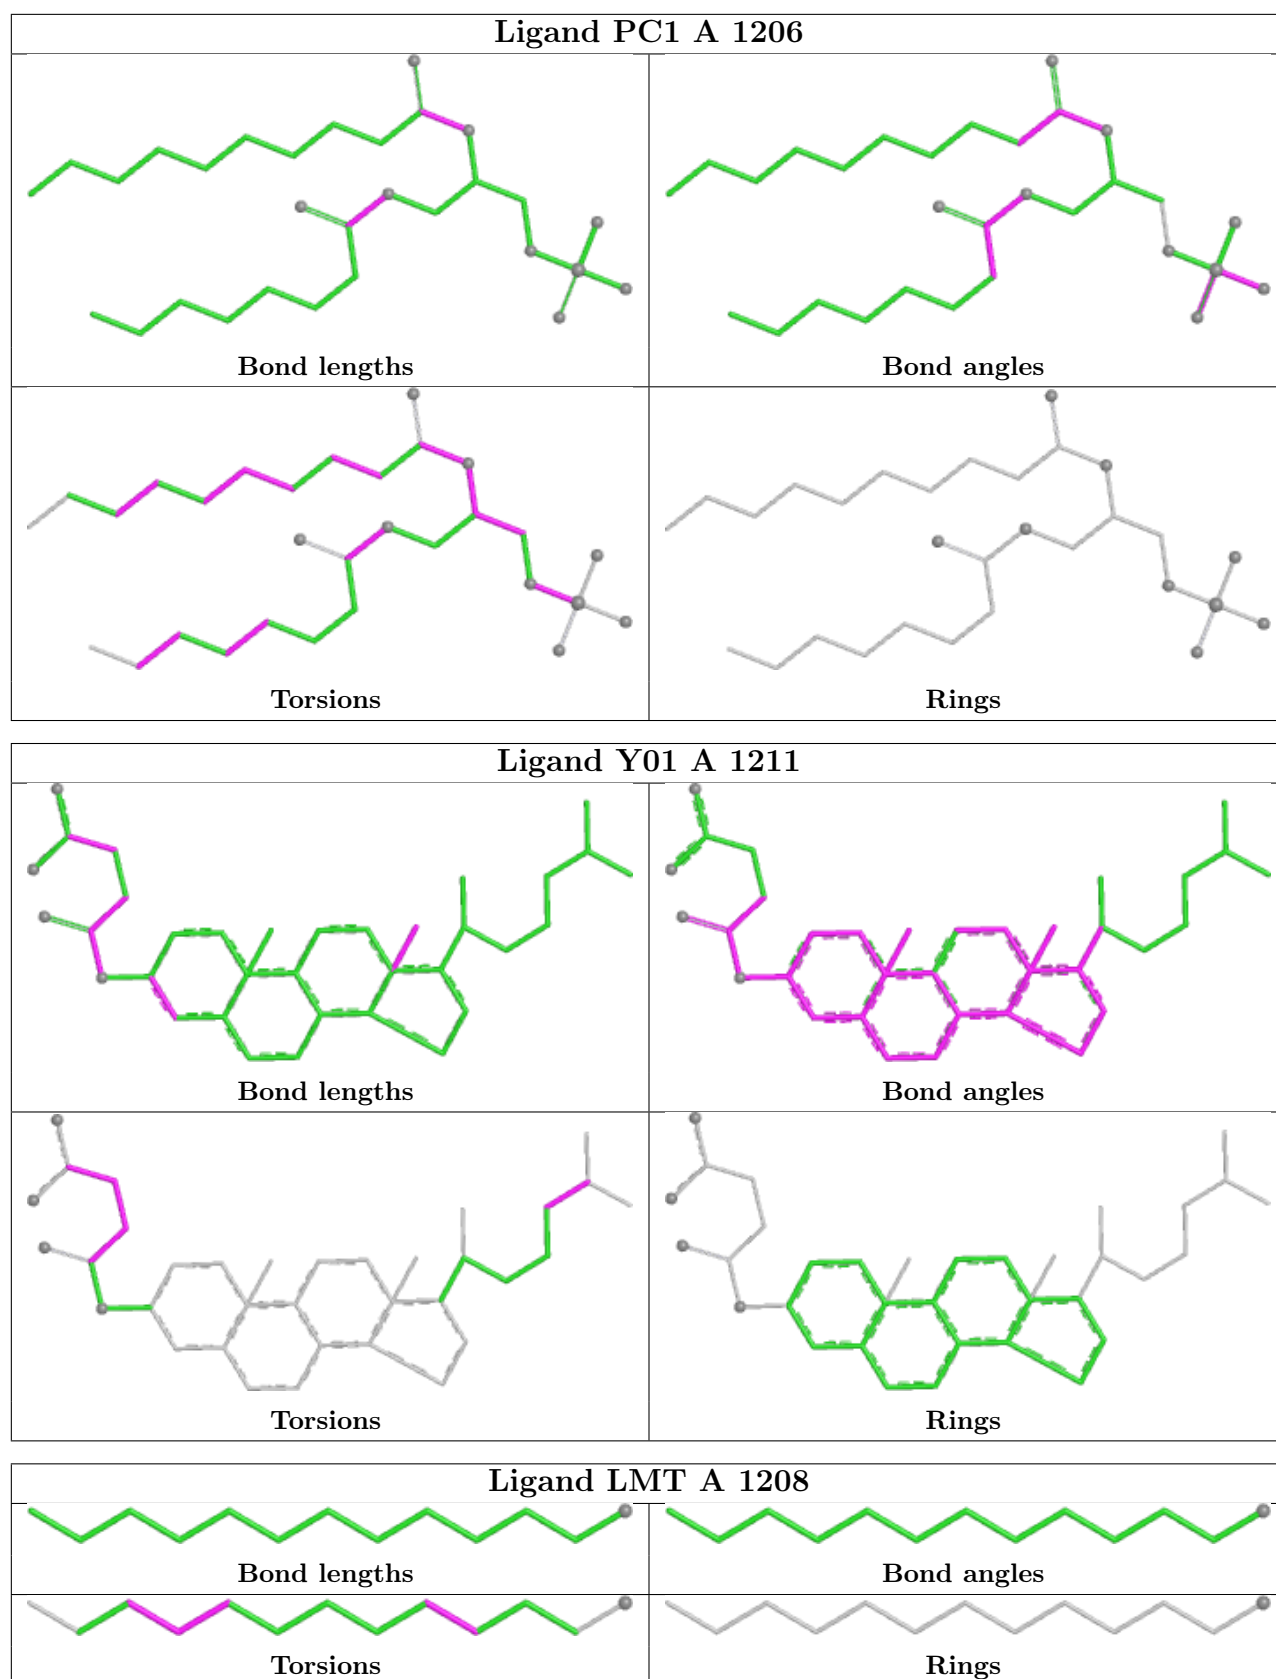 Ligand PC1 A 1206
Bond lengths
Bond angles
Torsions
Rings
Ligand Y01 A 1211
Bond lengths
Bond angles
Torsions
Rings
Ligand LMT A 1208
Bond lengths
Bond angles
Torsions
Rings